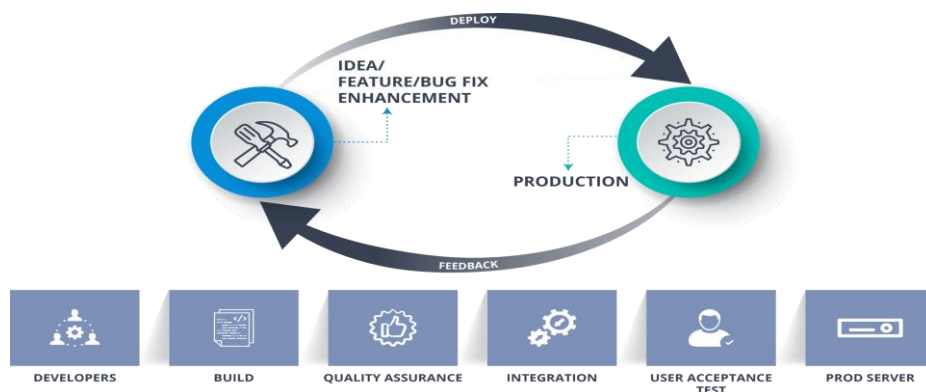 DEPLOY
IDEA/
FEATURE/BUG FIX
ENHANCEMENT
PRODUCTION
FEEDBACK
</>
DEVELOPERS
BUILD
QUALITY ASSURANCE
INTEGRATION
USER ACCEPTANCE
TEST
PROD SERVER